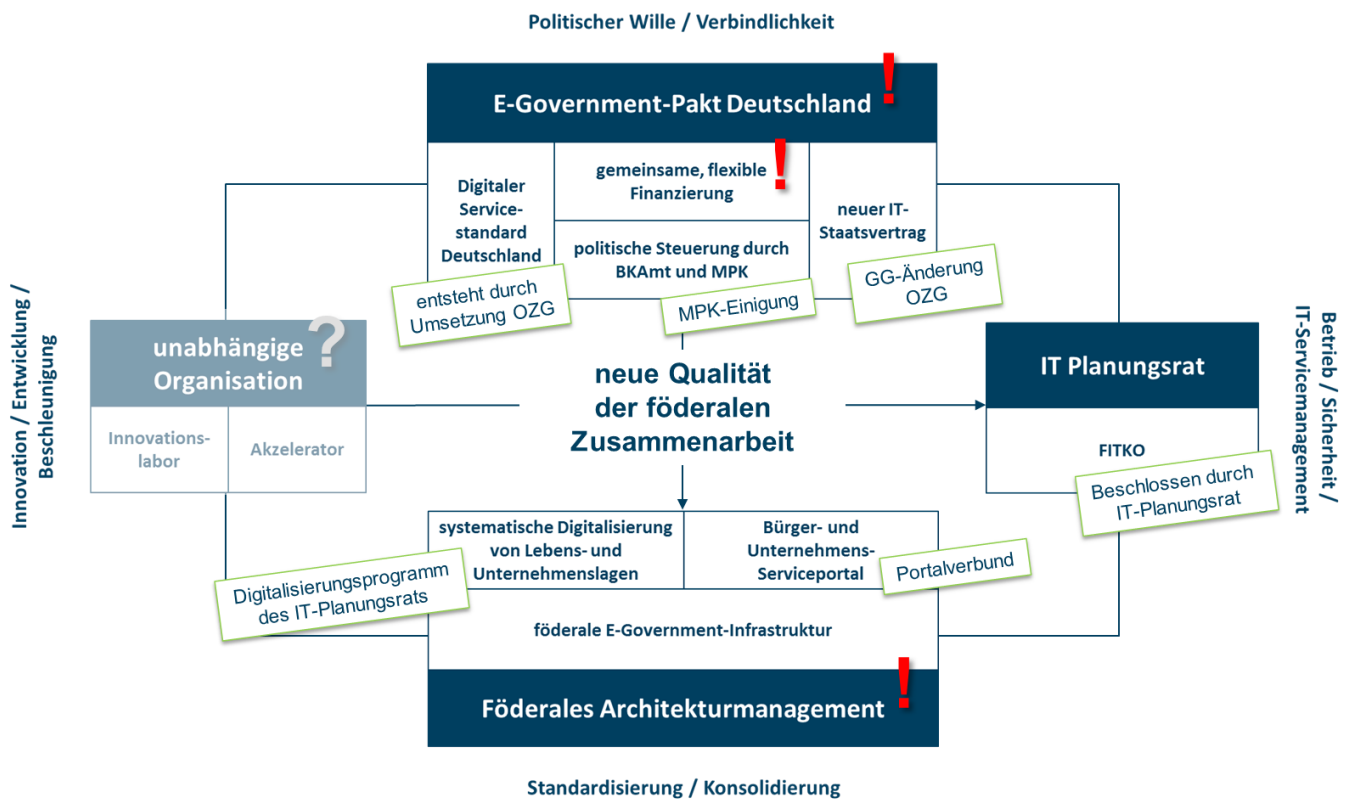 Politischer Wille / Verbindlichkeit
E-Government-Pakt Deutschland !
Digitaler
Service-
standard
Deutschland
gemeinsame, flexible
Finanzierung !
politische Steuerung durch
BKAmt und MPK
neuer IT-
Staatsvertrag
entsteht durch
Umsetzung OZG
MPK-Einigung
GG-Änderung
OZG
Innovation / Entwicklung /
Beschleunigung
unabhängige
Organisation ?
Innovations-
labor
Akzelerator
neue Qualität
der föderalen
Zusammenarbeit
IT Planungsrat
FITKO
Beschlossen durch
IT-Planungsrat
Betrieb / Sicherheit /
IT-Servicemanagement
systematische Digitalisierung
von Lebens- und
Unternehmenslagen
Bürger- und
Unternehmens-
Serviceportal
Digitalisierungsprogramm
des IT-Planungsrats
Portalverbund
föderale E-Government-Infrastruktur
Föderales Architekturmanagement !
Standardisierung / Konsolidierung